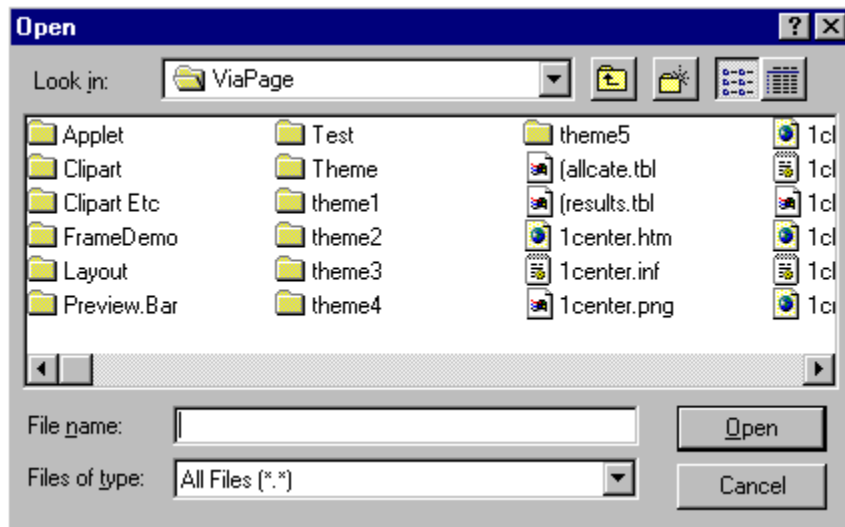 Open
Look in: ViaPage
Applet
Clipart
Clipart Etc
FrameDemo
Layout
Preview.Bar
Test
Theme
theme1
theme2
theme3
theme4
theme5
(allcate.tbl
(results.tbl
1center.htm
1center.inf
1center.png
File name:
Open
Files of type: All Files (*.*)
Cancel